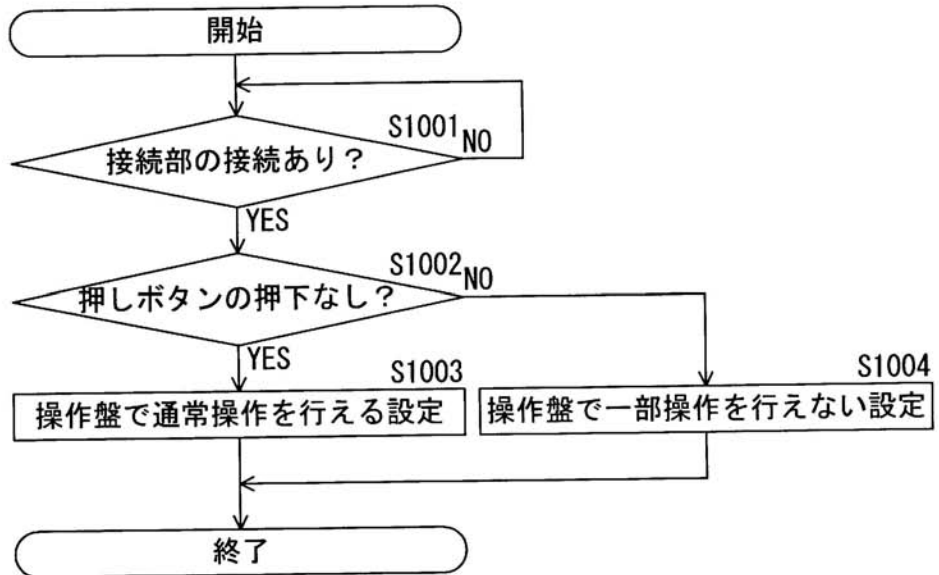 開始
S1001
NO
接続部の接続あり？
YES
S1002
NO
押しボタンの押下なし？
YES
S1003
S1004
操作盤で通常操作を行える設定
操作盤で一部操作を行えない設定
終了